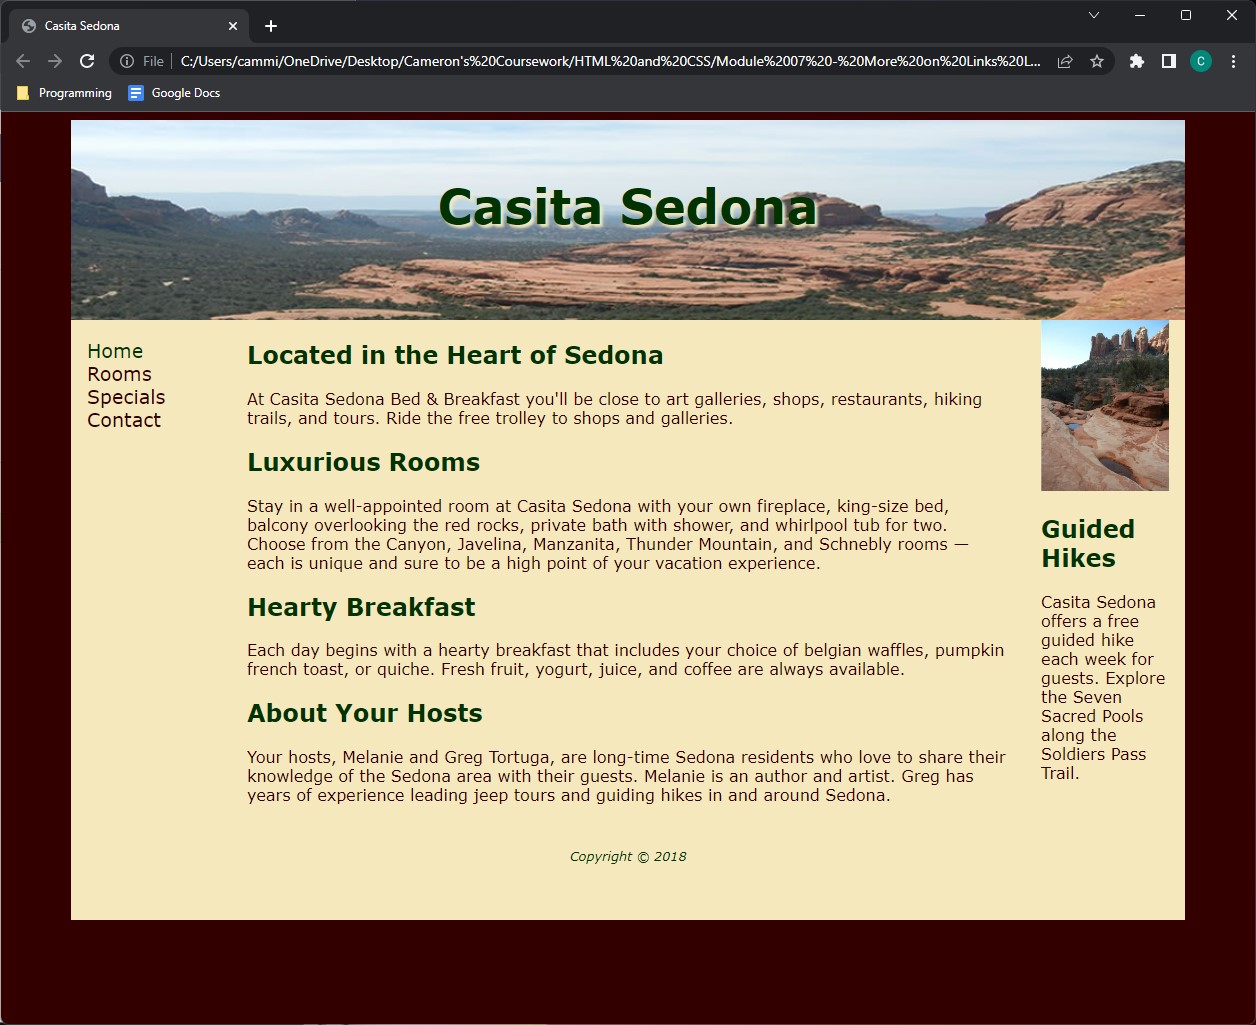 Casita Sedona
File
C:/Users/cammi/OneDrive/Desktop/Cameron's%20Coursework/HTML%20and%20CSS/Module%2007%20-%20More%20on%20Links%20L...
C
Programming
Google Docs
Casita Sedona
Home
Rooms
Specials
Contact
Located in the Heart of Sedona
At Casita Sedona Bed & Breakfast you'll be close to art galleries, shops, restaurants, hiking
trails, and tours. Ride the free trolley to shops and galleries.
Luxurious Rooms
Stay in a well-appointed room at Casita Sedona with your own fireplace, king-size bed,
balcony overlooking the red rocks, private bath with shower, and whirlpool tub for two.
Choose from the Canyon, Javelina, Manzanita, Thunder Mountain, and Schnebly rooms —
each is unique and sure to be a high point of your vacation experience.
Hearty Breakfast
Each day begins with a hearty breakfast that includes your choice of belgian waffles, pumpkin
french toast, or quiche. Fresh fruit, yogurt, juice, and coffee are always available.
About Your Hosts
Your hosts, Melanie and Greg Tortuga, are long-time Sedona residents who love to share their
knowledge of the Sedona area with their guests. Melanie is an author and artist. Greg has
years of experience leading jeep tours and guiding hikes in and around Sedona.
Guided
Hikes
Casita Sedona
offers a free
guided hike
each week for
guests. Explore
the Seven
Sacred Pools
along the
Soldiers Pass
Trail.
Copyright © 2018